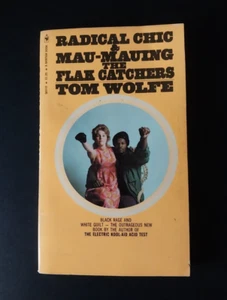 RADICAL CHIC
&
MAU-MAUING
THE
FLAK CATCHERS
TOM WOLFE
BLACK RAGE AND
WHITE GUILT – THE OUTRAGEOUS NEW
BOOK BY THE AUTHOR OF
THE ELECTRIC KOOL-AID ACID TEST